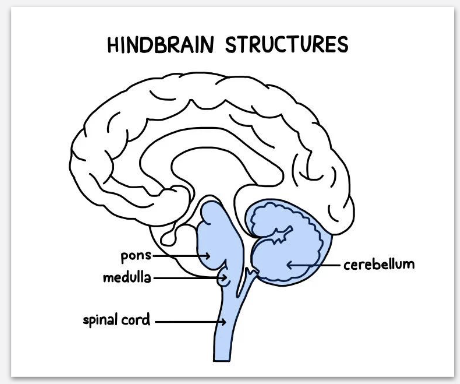 HINDBRAIN STRUCTURES
pons
cerebellum
medulla
spinal cord